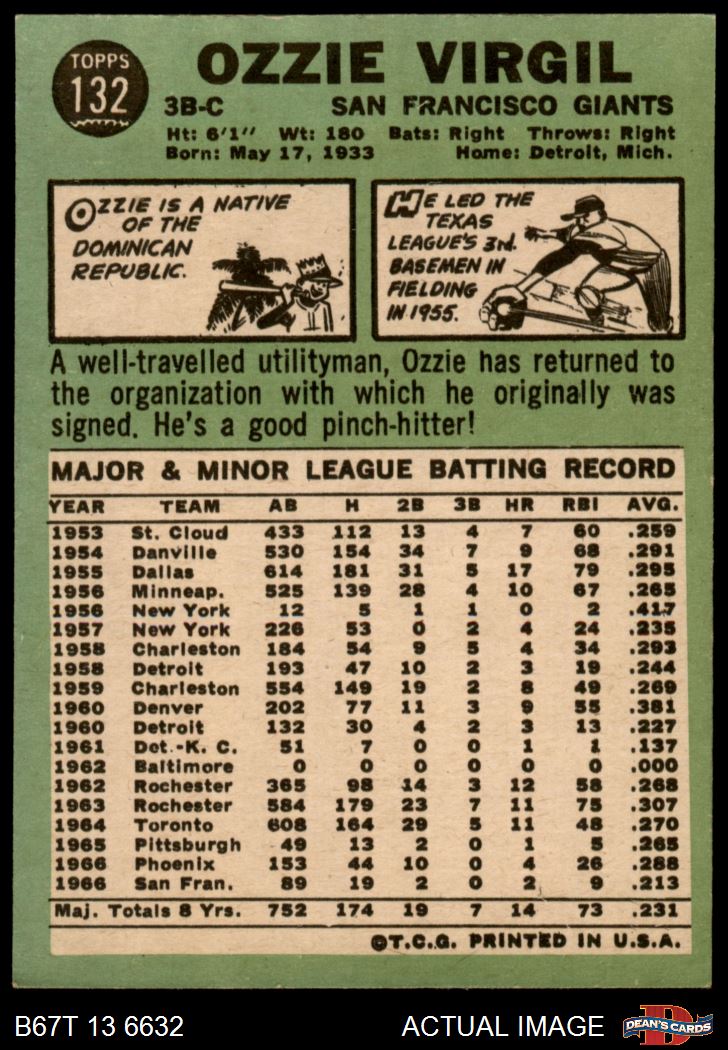 TOPPS
132
OZZIE VIRGIL
3B-C SAN FRANCISCO GIANTS
Ht: 6'1" Wt: 180 Bats: Right Throws: Right
Born: May 17, 1933 Home: Detroit, Mich.
OZZIE IS A NATIVE
OF THE
DOMINICAN
REPUBLIC.
HE LED THE
TEXAS
LEAGUE'S 3rd.
BASEMEN IN
FIELDING
IN 1955.
A well-travelled utilityman, Ozzie has returned to
the organization with which he originally was
signed. He's a good pinch-hitter!
MAJOR & MINOR LEAGUE BATTING RECORD
YEAR TEAM AB H 2B 3B HR RBI AVG.
1953 St. Cloud 433 112 13 4 7 60 .259
1954 Danville 530 154 34 7 9 68 .291
1955 Dallas 614 181 31 5 17 79 .295
1956 Minneap. 525 139 28 4 10 67 .265
1956 New York 12 5 1 1 0 2 .417
1957 New York 226 53 0 2 4 24 .235
1958 Charleston 184 54 9 5 4 34 .293
1958 Detroit 193 47 10 2 3 19 .244
1959 Charleston 554 149 19 2 8 49 .269
1960 Denver 202 77 11 3 9 55 .381
1960 Detroit 132 30 4 2 3 13 .227
1961 Det.-K. C. 51 7 0 0 1 1 .137
1962 Baltimore 0 0 0 0 0 0 .000
1962 Rochester 365 98 14 3 12 58 .268
1963 Rochester 584 179 23 7 11 75 .307
1964 Toronto 608 164 29 5 11 48 .270
1965 Pittsburgh 49 13 2 0 1 5 .265
1966 Phoenix 153 44 10 0 4 26 .288
1966 San Fran. 89 19 2 0 2 9 .213
Maj. Totals 8 Yrs. 752 174 19 7 14 73 .231
©T.C.G. PRINTED IN U.S.A.
B67T 13 6632 ACTUAL IMAGE
D
DEAN'S CARDS